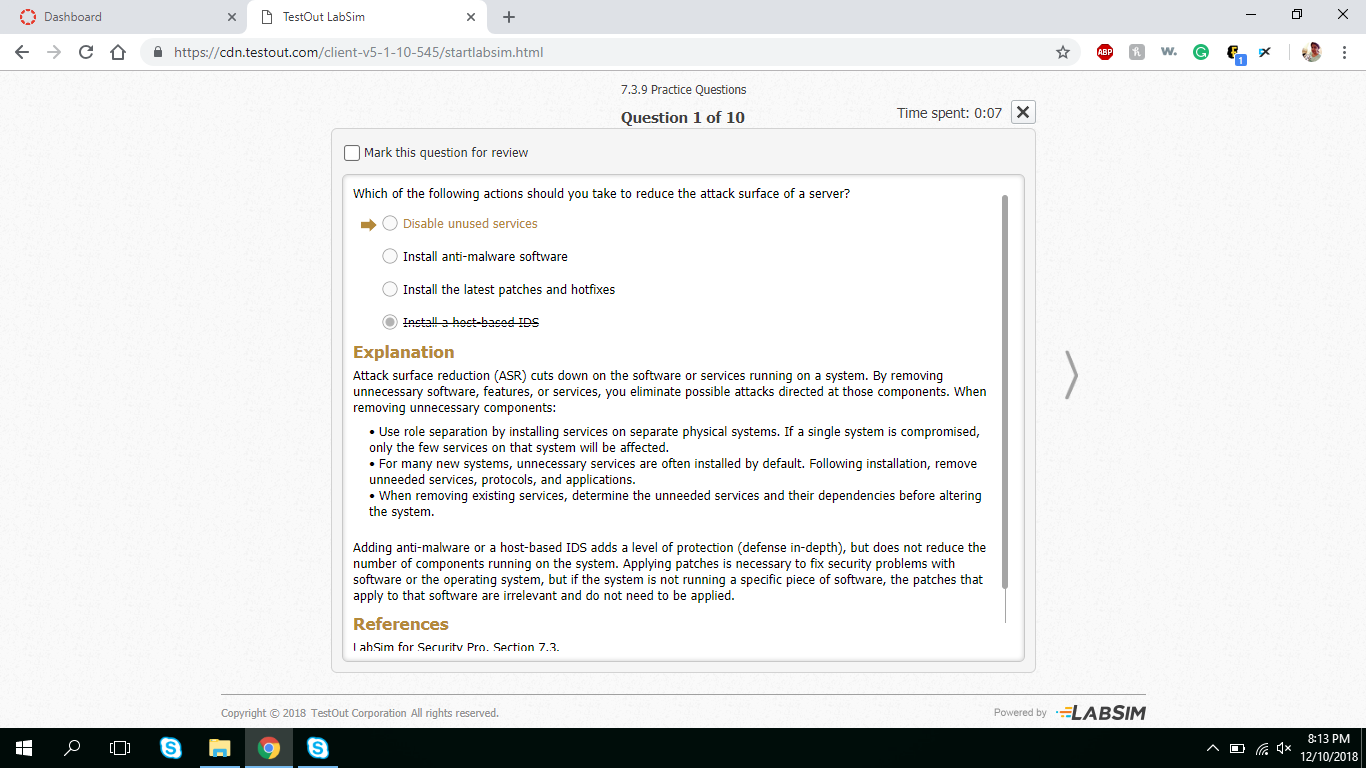 Dashboard
TestOut LabSim
https://cdn.testout.com/client-v5-1-10-545/startlabsim.html
ABP
w.
1
7.3.9 Practice Questions
Question 1 of 10
Time spent: 0:07
Mark this question for review
Which of the following actions should you take to reduce the attack surface of a server?
Disable unused services
Install anti-malware software
Install the latest patches and hotfixes
Install a host-based IDS
Explanation
Attack surface reduction (ASR) cuts down on the software or services running on a system. By removing
unnecessary software, features, or services, you eliminate possible attacks directed at those components. When
removing unnecessary components:
• Use role separation by installing services on separate physical systems. If a single system is compromised,
only the few services on that system will be affected.
• For many new systems, unnecessary services are often installed by default. Following installation, remove
unneeded services, protocols, and applications.
• When removing existing services, determine the unneeded services and their dependencies before altering
the system.
Adding anti-malware or a host-based IDS adds a level of protection (defense in-depth), but does not reduce the
number of components running on the system. Applying patches is necessary to fix security problems with
software or the operating system, but if the system is not running a specific piece of software, the patches that
apply to that software are irrelevant and do not need to be applied.
References
LabSim for Security Pro, Section 7.3.
Copyright © 2018 TestOut Corporation All rights reserved.
Powered by LABSIM
8:13 PM
12/10/2018